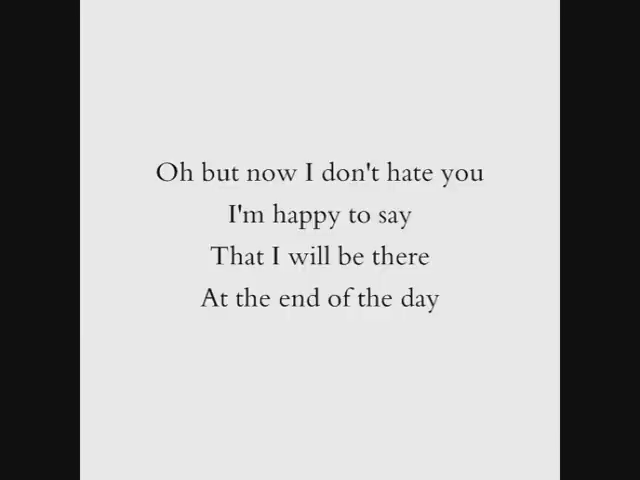 Oh but now I don't hate you
I'm happy to say
That I will be there
At the end of the day